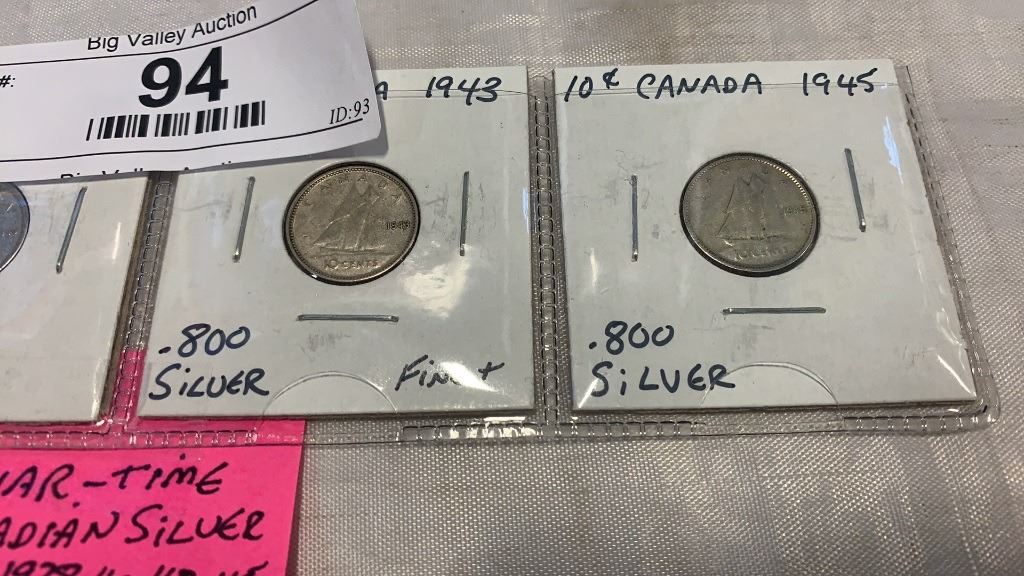 Big Valley Auction
#:
94
ID:93
A 1943
1943
10 CENTS
.800
SILVER
FINE +
10¢ CANADA 1945
.800
SILVER
AR-TIME
ADIAN SILVER